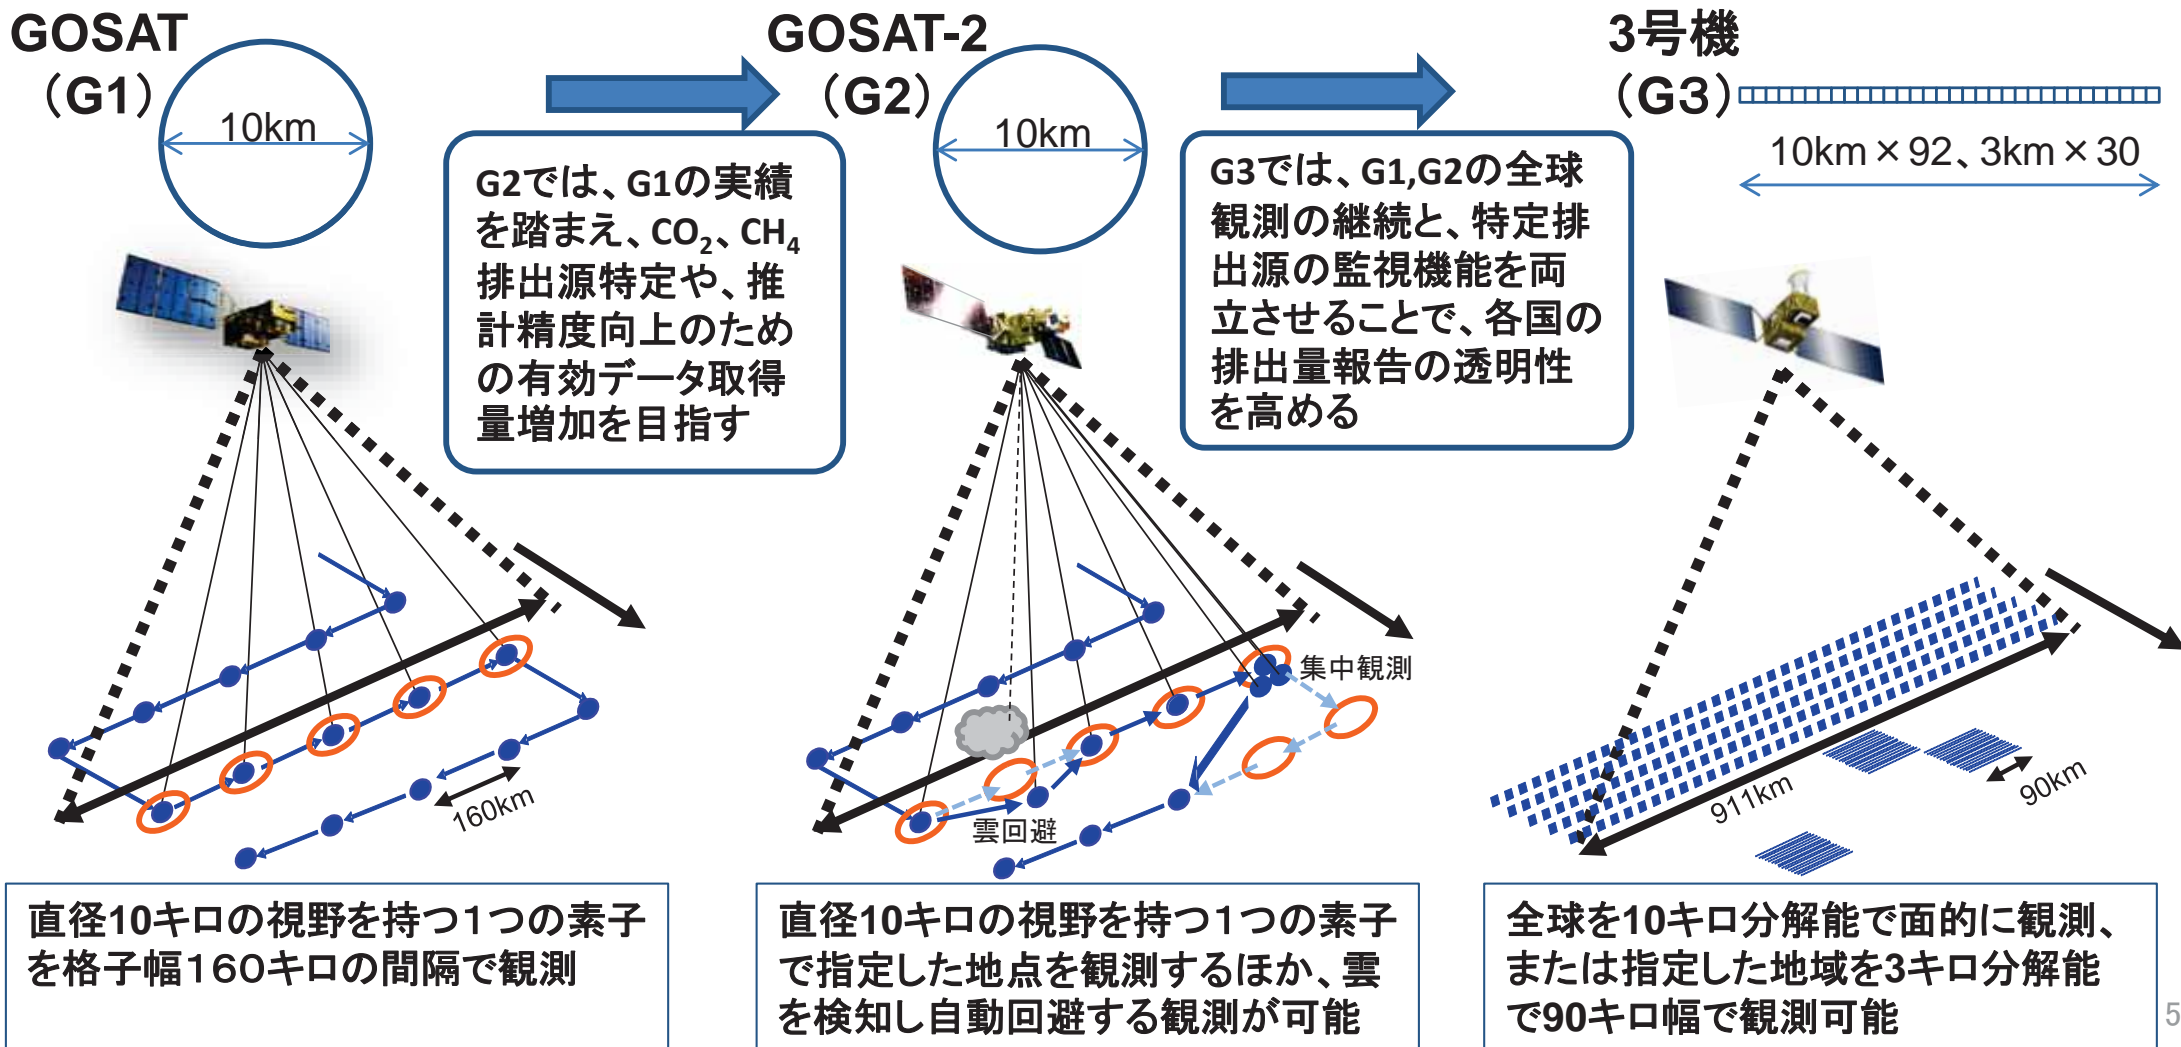 GOSAT
（G1）
10km
G2では、G1の実績
を踏まえ、CO₂、CH₄
排出源特定や、推
計精度向上のため
の有効データ取得
量増加を目指す
160km
直径10キロの視野を持つ１つの素子
を格子幅１６０キロの間隔で観測
GOSAT-2
（G2）
10km
G3では、G1,G2の全球
観測の継続と、特定排
出源の監視機能を両
立させることで、各国の
排出量報告の透明性
を高める
集中観測
雲回避
直径10キロの視野を持つ１つの素子
で指定した地点を観測するほか、雲
を検知し自動回避する観測が可能
3号機
（G３）
10km×92、3km×30
911km
90km
全球を10キロ分解能で面的に観測、
または指定した地域を3キロ分解能
で90キロ幅で観測可能
5